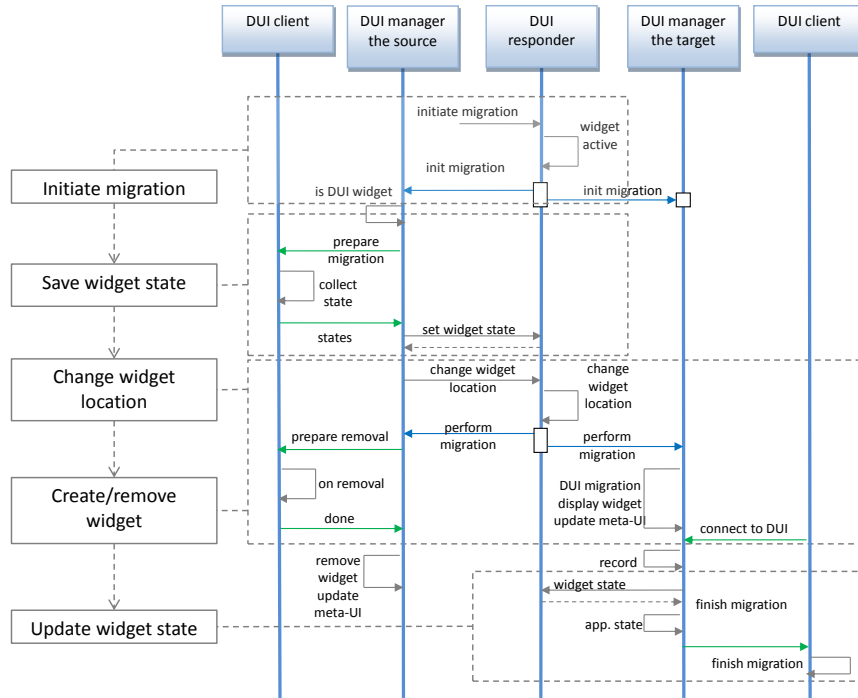 DUI client
DUI manager
the source
DUI
responder
DUI manager
the target
DUI client
initiate migration
widget
active
init migration
init migration
Initiate migration
is DUI widget
prepare
migration
Save widget state
collect
state
states
set widget state
Change widget
location
change widget
location
change
widget
location
prepare removal
perform
migration
perform
migration
Create/remove
widget
on removal
DUI migration
display widget
update meta-UI
done
connect to DUI
remove
widget
update
meta-UI
record
widget state
finish migration
Update widget state
app. state
finish migration